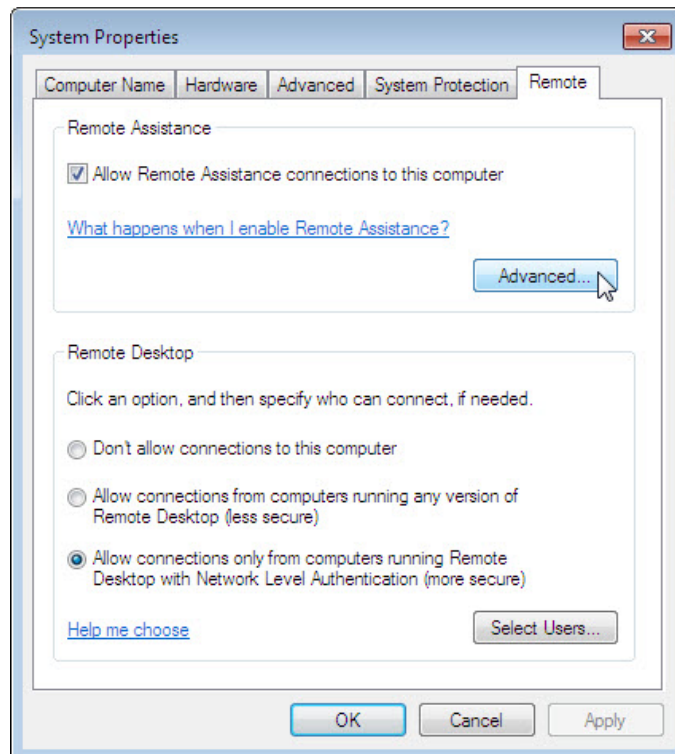 System Properties
Computer Name
Hardware
Advanced
System Protection
Remote
Remote Assistance
Allow Remote Assistance connections to this computer
What happens when I enable Remote Assistance?
Advanced...
Remote Desktop
Click an option, and then specify who can connect, if needed.
Don't allow connections to this computer
Allow connections from computers running any version of
Remote Desktop (less secure)
Allow connections only from computers running Remote
Desktop with Network Level Authentication (more secure)
Help me choose
Select Users...
OK
Cancel
Apply